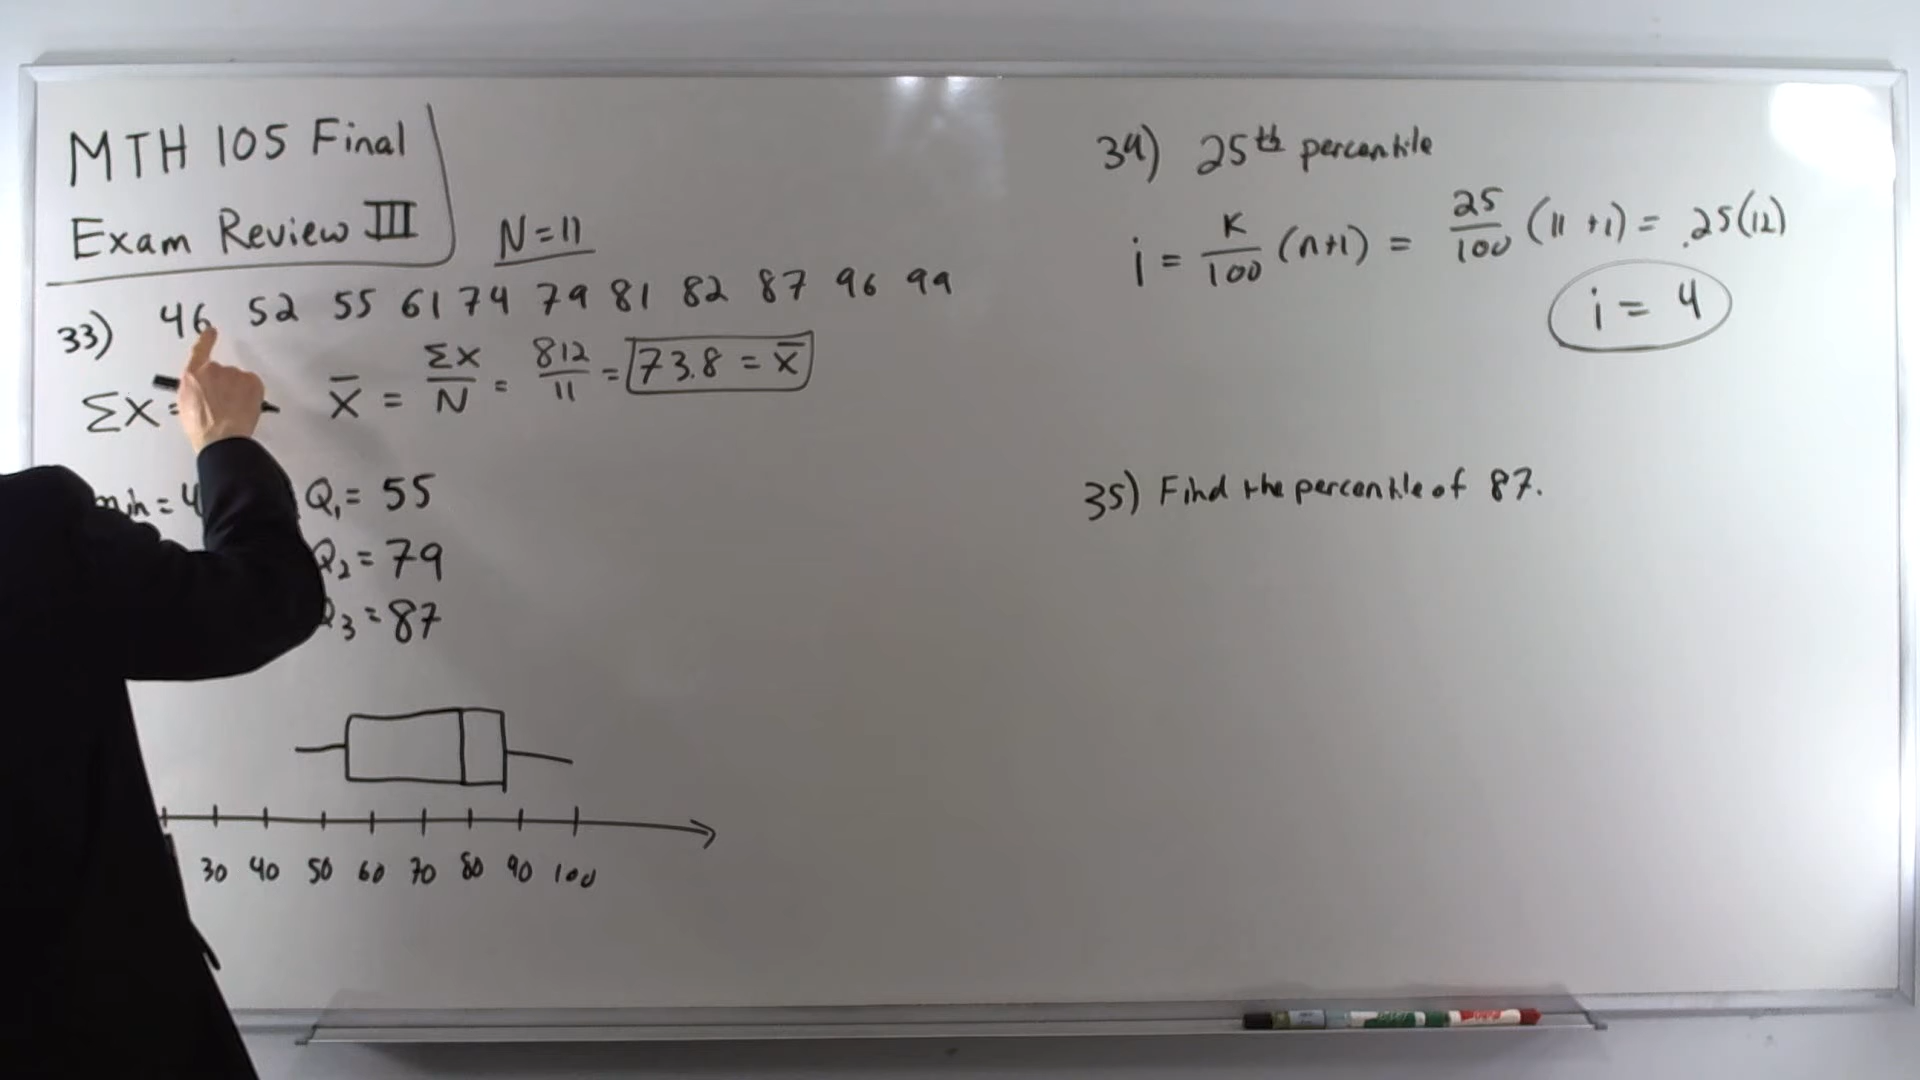 MTH 105 Final
Exam Review III
N=11
33) 46 52 55 61 74 79 81 82 87 96 99
Σx= x̄ = Σx/N = 812/11 = 73.8 = x̄
min=4 Q₁= 55
Q₂= 79
Q₃=87
30 40 50 60 70 80 90 100
34) 25th percentile
i = K/100 (n+1) = 25/100 (11+1) = .25(12)
i = 4
35) Find the percentile of 87.